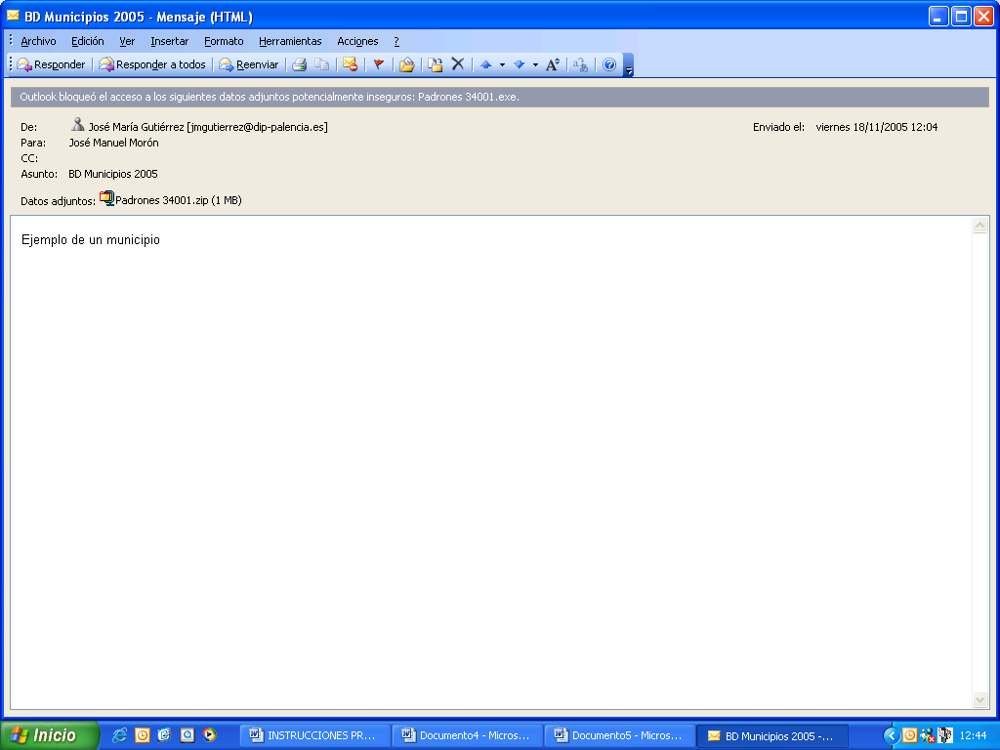 BD Municipios 2005 - Mensaje (HTML)
Archivo Edición Ver Insertar Formato Herramientas Acciones ?
Responder Responder a todos Reenviar
Outlook bloqueó el acceso a los siguientes datos adjuntos potencialmente inseguros: Padrones 34001.exe.
De: José María Gutiérrez [jmgutierrez@dip-palencia.es] Enviado el: viernes 18/11/2005 12:04
Para: José Manuel Morón
CC:
Asunto: BD Municipios 2005
Datos adjuntos: Padrones 34001.zip (1 MB)
Ejemplo de un municipio
Inicio INSTRUCCIONES PR... Documento4 - Micros... Documento5 - Micros... BD Municipios 2005 -... 12:44